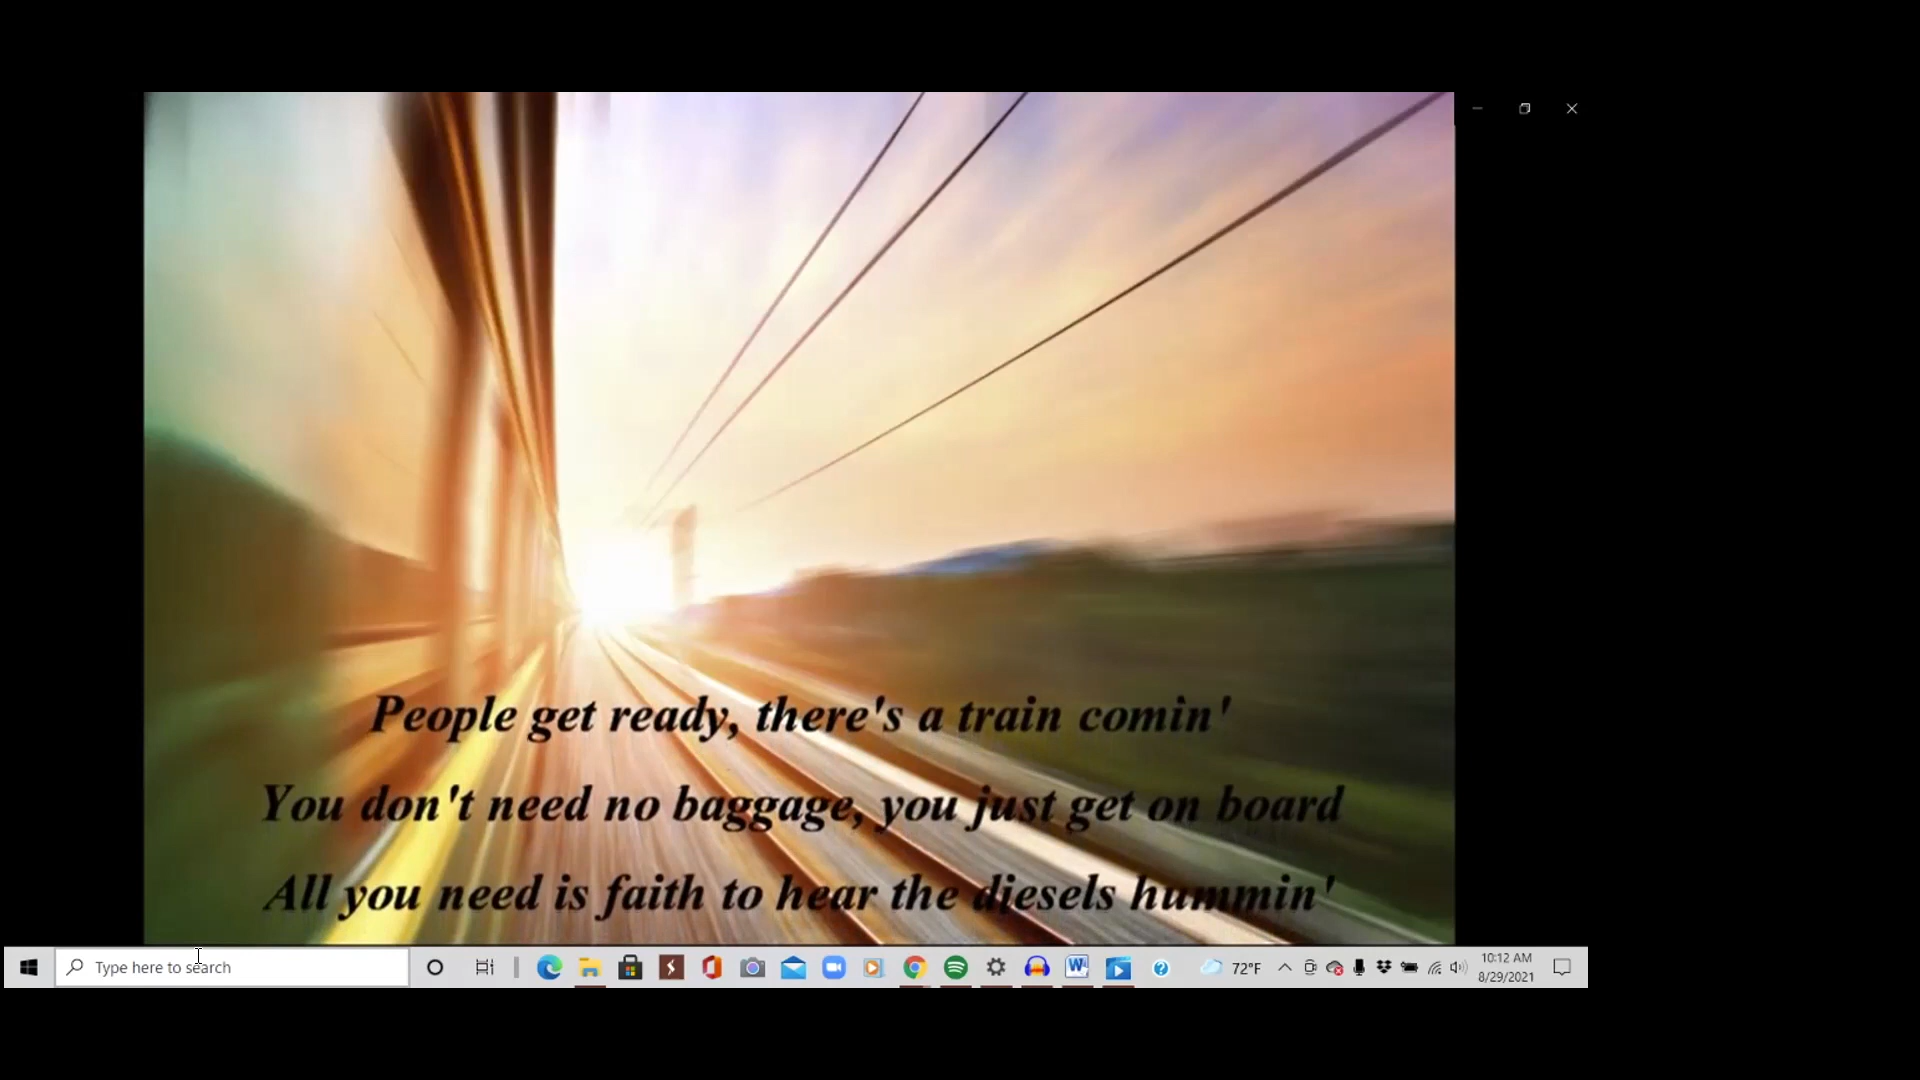 People get ready, there's a train comin'
You don't need no baggage, you just get on board
All you need is faith to hear the diesels hummin'
Type here to search
72°F
10:12 AM
8/29/2021